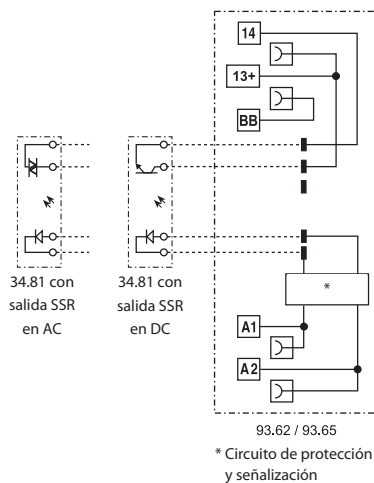 14
13+
BB
*
A1
A2
34.81 con
salida SSR
en AC
34.81 con
salida SSR
en DC
93.62 / 93.65
* Circuito de protección
y señalización